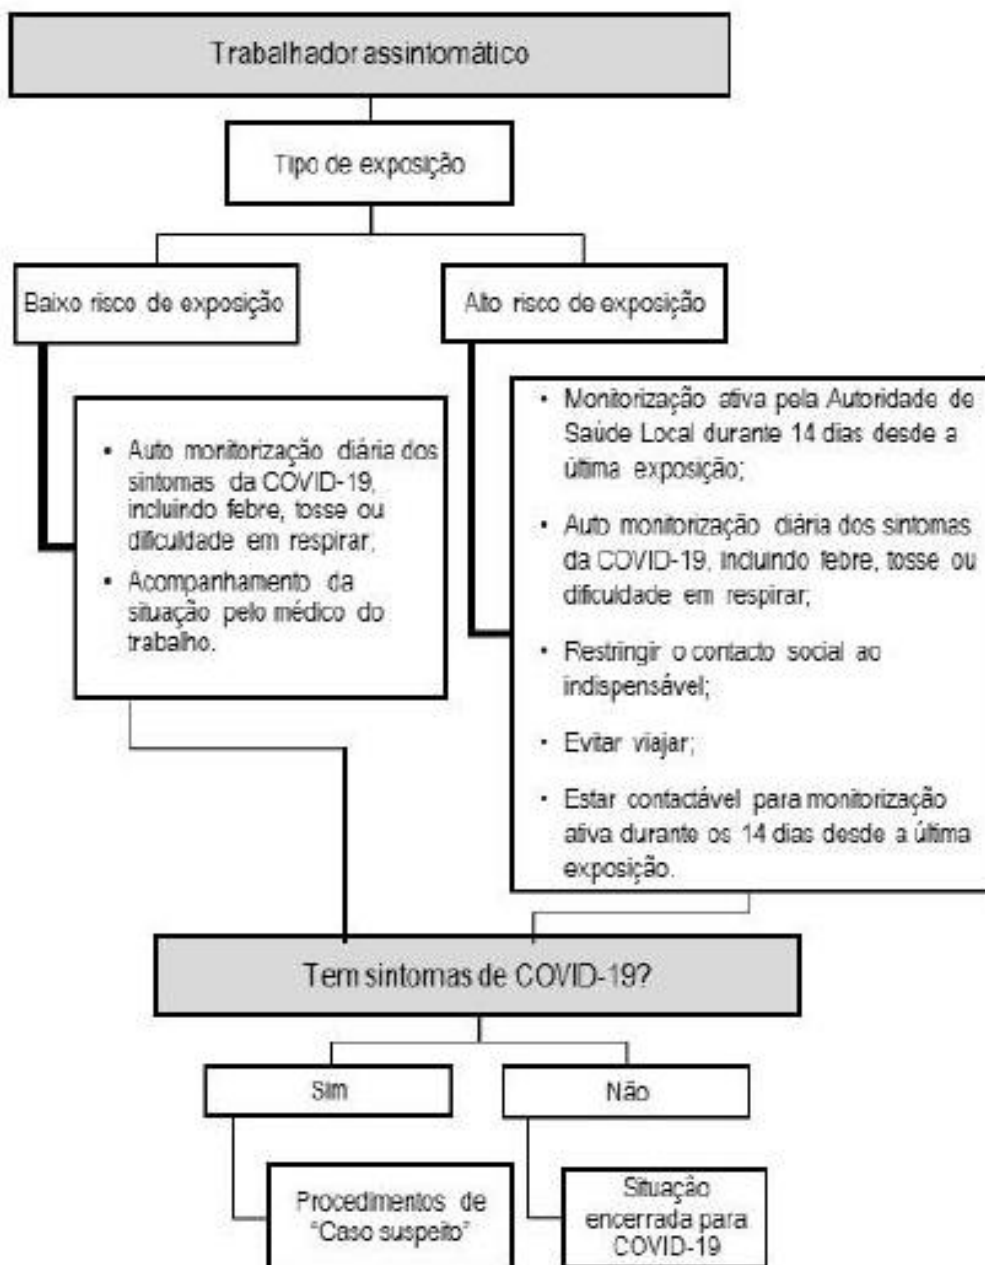 Trabalhador assintomático
Tipo de exposição
Baixo risco de exposição
Alto risco de exposição
• Auto monitorização diária dos
sintomas da COVID-19,
incluindo febre, tosse ou
dificuldade em respirar;
• Acompanhamento da
situação pelo médico do
trabalho.
• Monitorização ativa pela Autoridade de
Saúde Local durante 14 dias desde a
última exposição;
• Auto monitorização diária dos sintomas
da COVID-19, incluindo febre, tosse ou
dificuldade em respirar;
• Restringir o contacto social ao
indispensável;
• Evitar viajar;
• Estar contactável para monitorização
ativa durante os 14 dias desde a última
exposição.
Tem sintomas de COVID-19?
Sim
Não
Procedimentos de
“Caso suspeito”
Situação
encerrada para
COVID-19